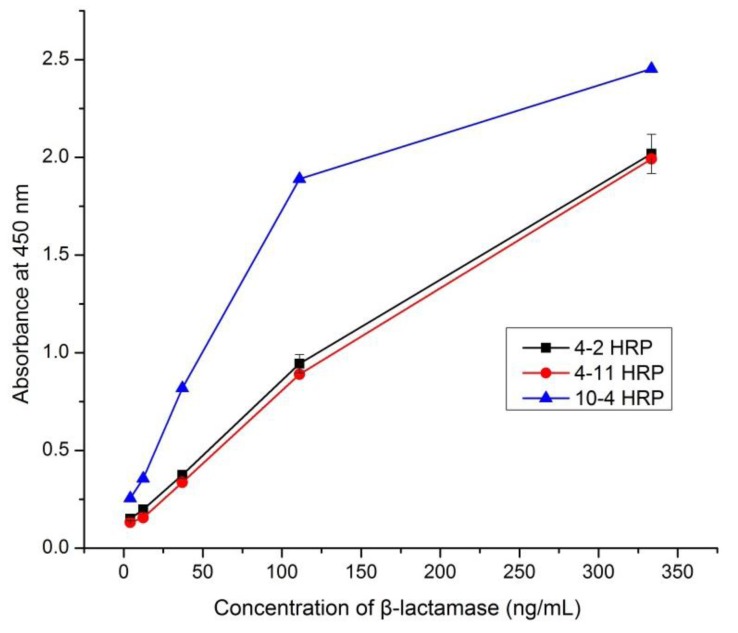 2.5
2.0
1.5
1.0
0.5
0.0
Absorbance at 450 nm
4-2 HRP
4-11 HRP
10-4 HRP
0 50 100 150 200 250 300 350
Concentration of β-lactamase (ng/mL)